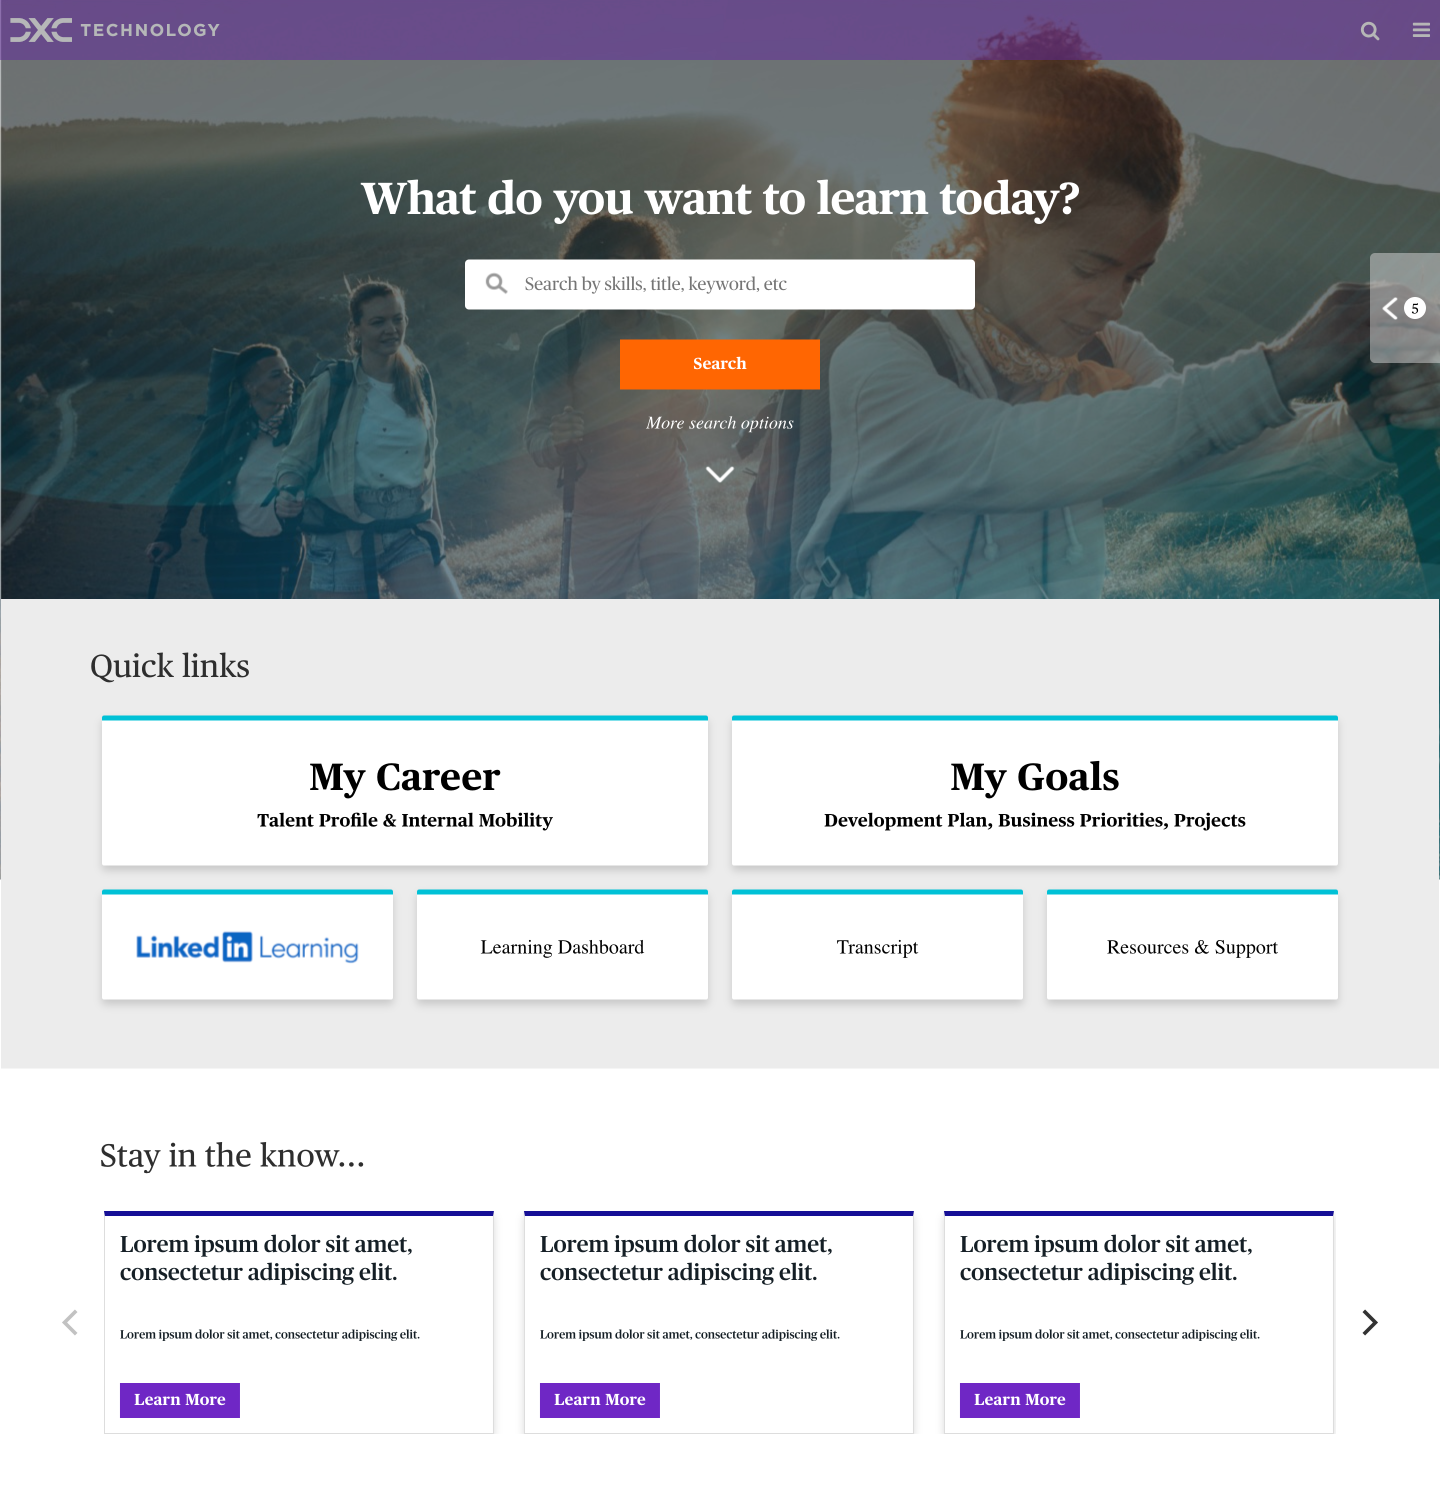 DXC TECHNOLOGY
What do you want to learn today?
Search by skills, title, keyword, etc
5
Search
More search options
Quick links
My Career
Talent Profile & Internal Mobility
My Goals
Development Plan, Business Priorities, Projects
Linked in Learning
Learning Dashboard
Transcript
Resources & Support
Stay in the know...
Lorem ipsum dolor sit amet,
consectetur adipiscing elit.
Lorem ipsum dolor sit amet, consectetur adipiscing elit.
Learn More
Lorem ipsum dolor sit amet,
consectetur adipiscing elit.
Lorem ipsum dolor sit amet, consectetur adipiscing elit.
Learn More
Lorem ipsum dolor sit amet,
consectetur adipiscing elit.
Lorem ipsum dolor sit amet, consectetur adipiscing elit.
Learn More